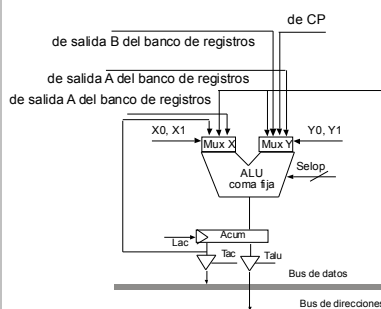 de CP
de salida B del banco de registros
de salida A del banco de registros
de salida A del banco de registros
X0, X1
Mux X
Mux Y
Y0, Y1
ALU
coma fija
Selop
Acum
Lac
Tac
Talu
Bus de datos
Bus de direcciones